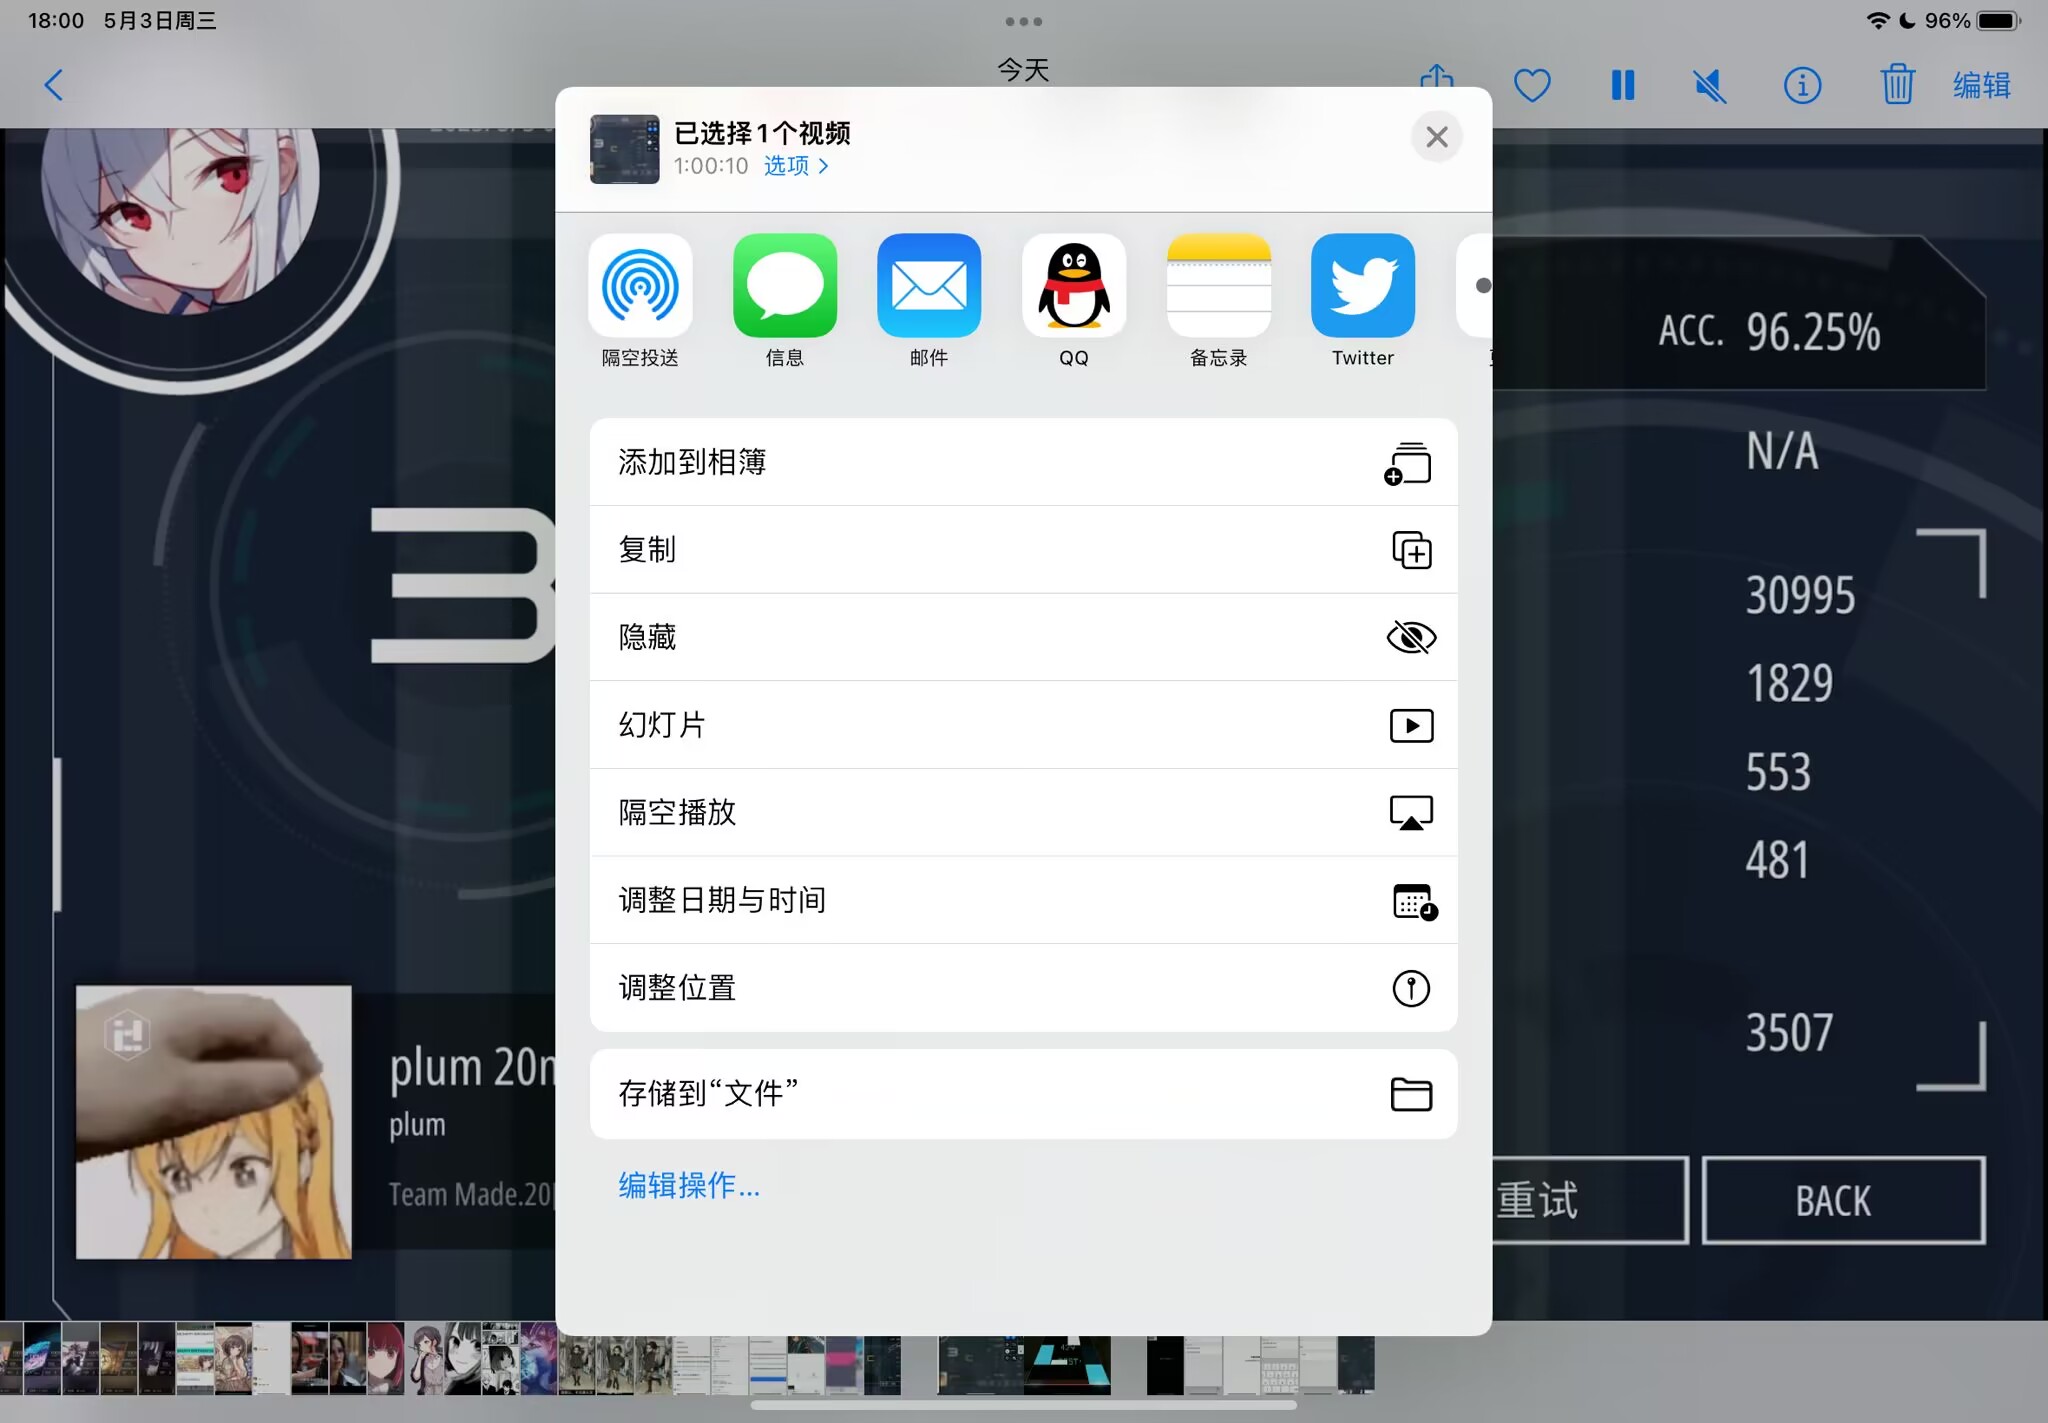 18:00 5月3日周三
96%
今天
编辑
已选择1个视频
1:00:10 选项
隔空投送
信息
邮件
QQ
备忘录
Twitter
添加到相簿
复制
隐藏
幻灯片
隔空播放
调整日期与时间
调整位置
存储到“文件”
编辑操作...
3
plum 20
plum
Team Made.20
ACC. 96.25%
N/A
30995
1829
553
481
3507
重试
BACK